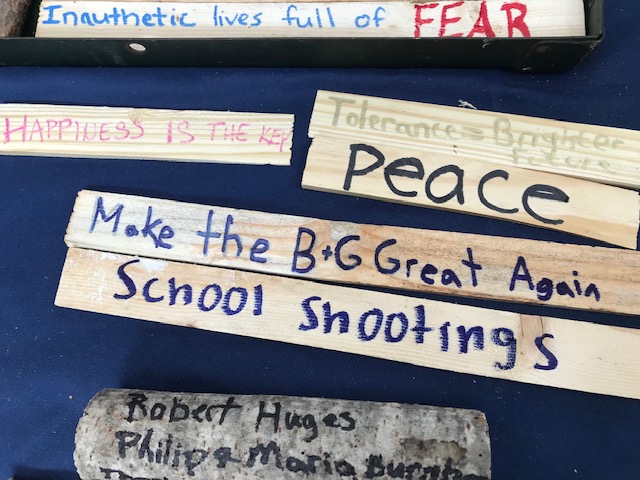 Inauthetic lives full of FEAR
HAPPINESS IS THE KEY
Tolerance = Brighter
Future
Peace
Make the B+G Great Again
School Shootings
Robert Huges
Philip & Maria